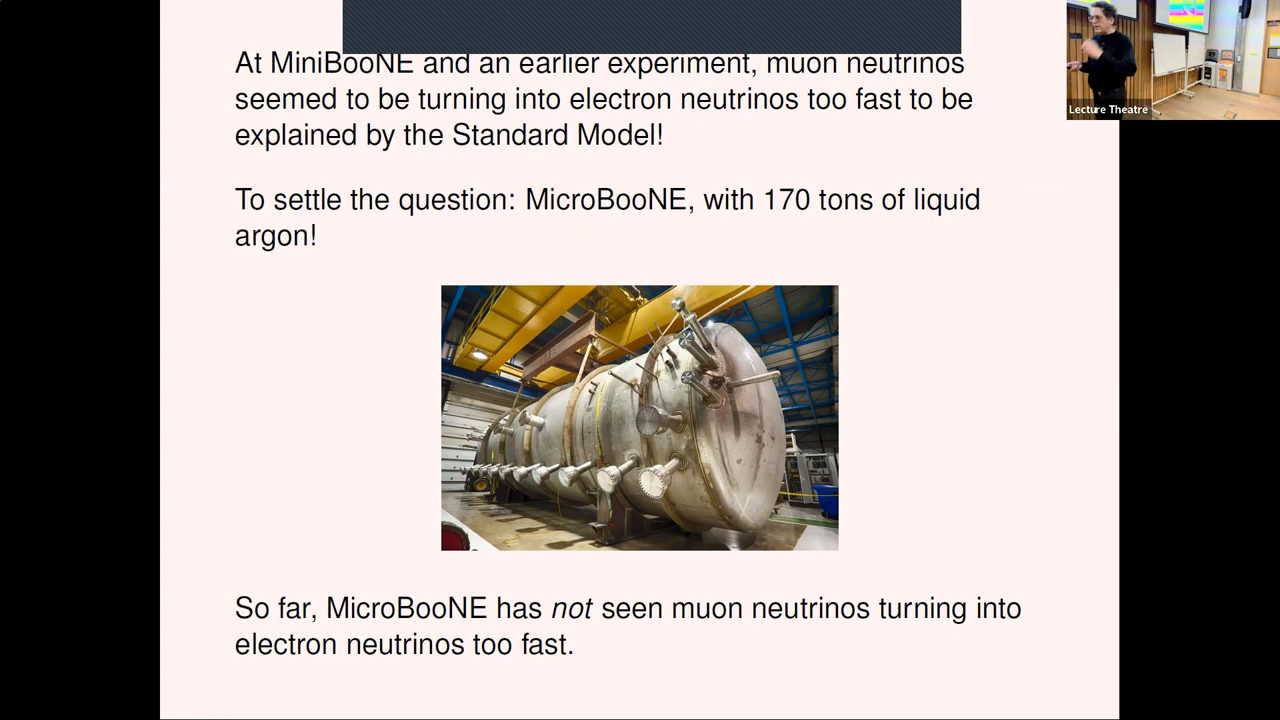 At MiniBooNE and an earlier experiment, muon neutrinos
seemed to be turning into electron neutrinos too fast to be
explained by the Standard Model!
To settle the question: MicroBooNE, with 170 tons of liquid
argon!
So far, MicroBooNE has not seen muon neutrinos turning into
electron neutrinos too fast.
Lecture Theatre